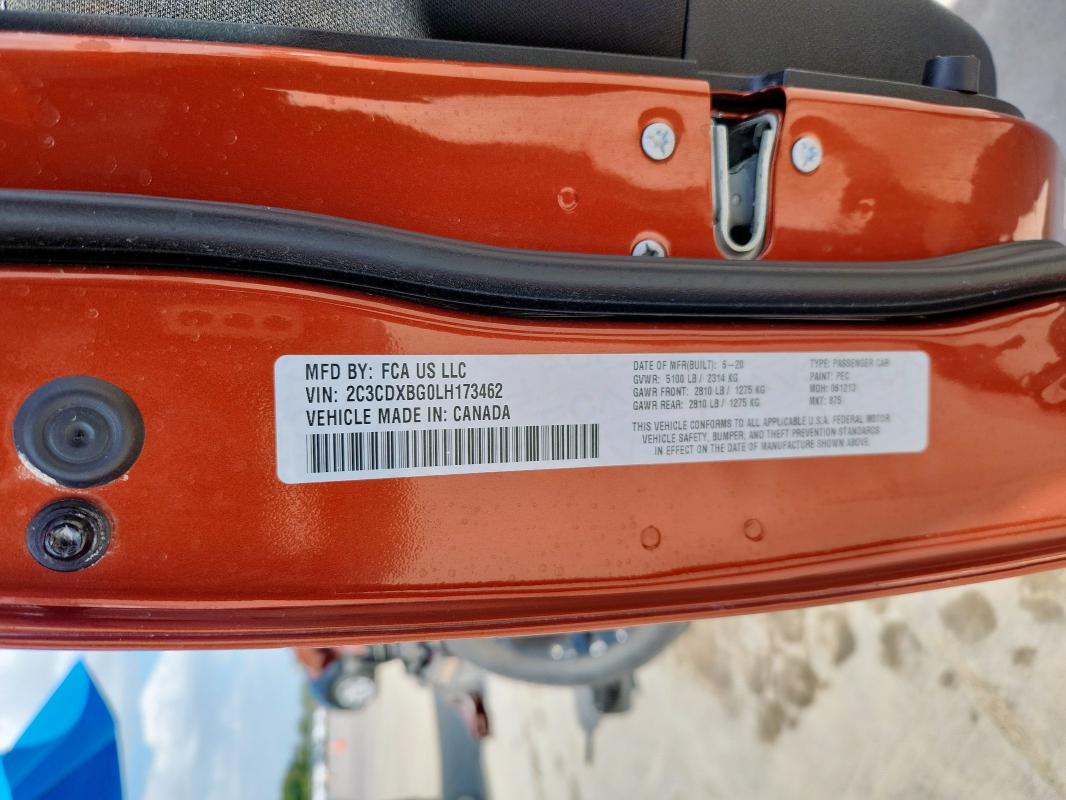 MFD BY: FCA US LLC
VIN: 2C3CDXBG0LH173462
VEHICLE MADE IN: CANADA
DATE OF MFR(BUILT): 6-20
GVWR: 5100 LB / 2314 KG
GAWR FRONT: 2810 LB / 1275 KG
GAWR REAR: 2810 LB / 1275 KG
TYPE: PASSENGER CAR
PAINT: PEC
MDH: 061213
MKT: 875
THIS VEHICLE CONFORMS TO ALL APPLICABLE U.S.A. FEDERAL MOTOR
VEHICLE SAFETY, BUMPER, AND THEFT PREVENTION STANDARDS
IN EFFECT ON THE DATE OF MANUFACTURE SHOWN ABOVE.